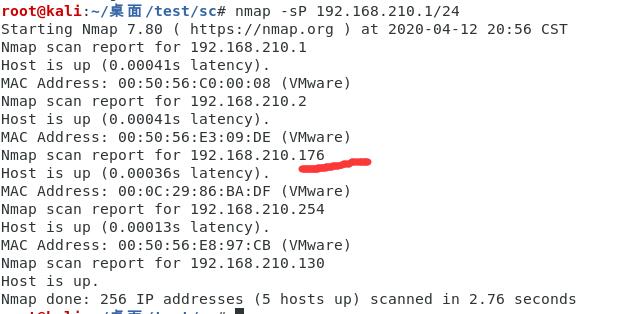 root@kali:~/桌面/test/sc# nmap -sP 192.168.210.1/24
Starting Nmap 7.80 ( https://nmap.org ) at 2020-04-12 20:56 CST
Nmap scan report for 192.168.210.1
Host is up (0.00041s latency).
MAC Address: 00:50:56:C0:00:08 (VMware)
Nmap scan report for 192.168.210.2
Host is up (0.00041s latency).
MAC Address: 00:50:56:E3:09:DE (VMware)
Nmap scan report for 192.168.210.176
Host is up (0.00036s latency).
MAC Address: 00:0C:29:86:BA:DF (VMware)
Nmap scan report for 192.168.210.254
Host is up (0.00013s latency).
MAC Address: 00:50:56:E8:97:CB (VMware)
Nmap scan report for 192.168.210.130
Host is up.
Nmap done: 256 IP addresses (5 hosts up) scanned in 2.76 seconds